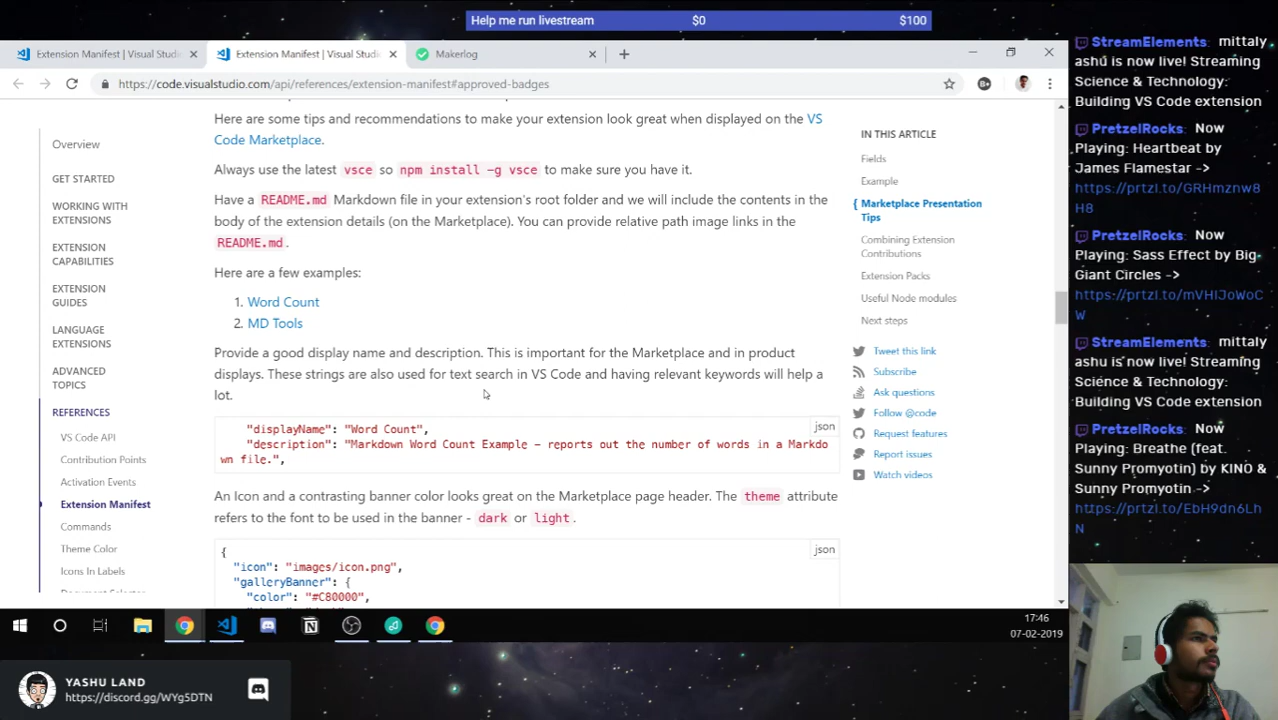 Help me run livestream $0 $100
Extension Manifest | Visual Studio
Extension Manifest | Visual Studio
Makerlog
https://code.visualstudio.com/api/references/extension-manifest#approved-badges
Overview
GET STARTED
WORKING WITH
EXTENSIONS
EXTENSION
CAPABILITIES
EXTENSION
GUIDES
LANGUAGE
EXTENSIONS
ADVANCED
TOPICS
REFERENCES
VS Code API
Contribution Points
Activation Events
Extension Manifest
Commands
Theme Color
Icons In Labels
Document Selector
Here are some tips and recommendations to make your extension look great when displayed on the VS
Code Marketplace.
Always use the latest vsce so npm install -g vsce to make sure you have it.
Have a README.md Markdown file in your extension's root folder and we will include the contents in the
body of the extension details (on the Marketplace). You can provide relative path image links in the
README.md.
Here are a few examples:
1. Word Count
2. MD Tools
Provide a good display name and description. This is important for the Marketplace and in product
displays. These strings are also used for text search in VS Code and having relevant keywords will help a
lot.
json
"displayName": "Word Count",
"description": "Markdown Word Count Example - reports out the number of words in a Markdo
wn file.",
An Icon and a contrasting banner color looks great on the Marketplace page header. The theme attribute
refers to the font to be used in the banner - dark or light.
json
{
"icon": "images/icon.png",
"galleryBanner": {
"color": "#C80000",
IN THIS ARTICLE
Fields
Example
Marketplace Presentation
Tips
Combining Extension
Contributions
Extension Packs
Useful Node modules
Next steps
Tweet this link
Subscribe
Ask questions
Follow @code
Request features
Report issues
Watch videos
StreamElements: mittaly
ashu is now live! Streaming
Science & Technology:
Building VS Code extension
PretzelRocks: Now
Playing: Heartbeat by
James Flamestar ->
https://prtzl.to/GRHmznw8
H8
PretzelRocks: Now
Playing: Sass Effect by Big
Giant Circles ->
https://prtzl.to/mVHIJoWoC
W
StreamElements: mittaly
ashu is now live! Streaming
Science & Technology:
Building VS Code extension
PretzelRocks: Now
Playing: Breathe (feat.
Sunny Promyotin) by KINO &
Sunny Promyotin ->
https://prtzl.to/EbH9dn6Lh
N
17:46
07-02-2019
YASHU LAND
https://discord.gg/WYg5DTN